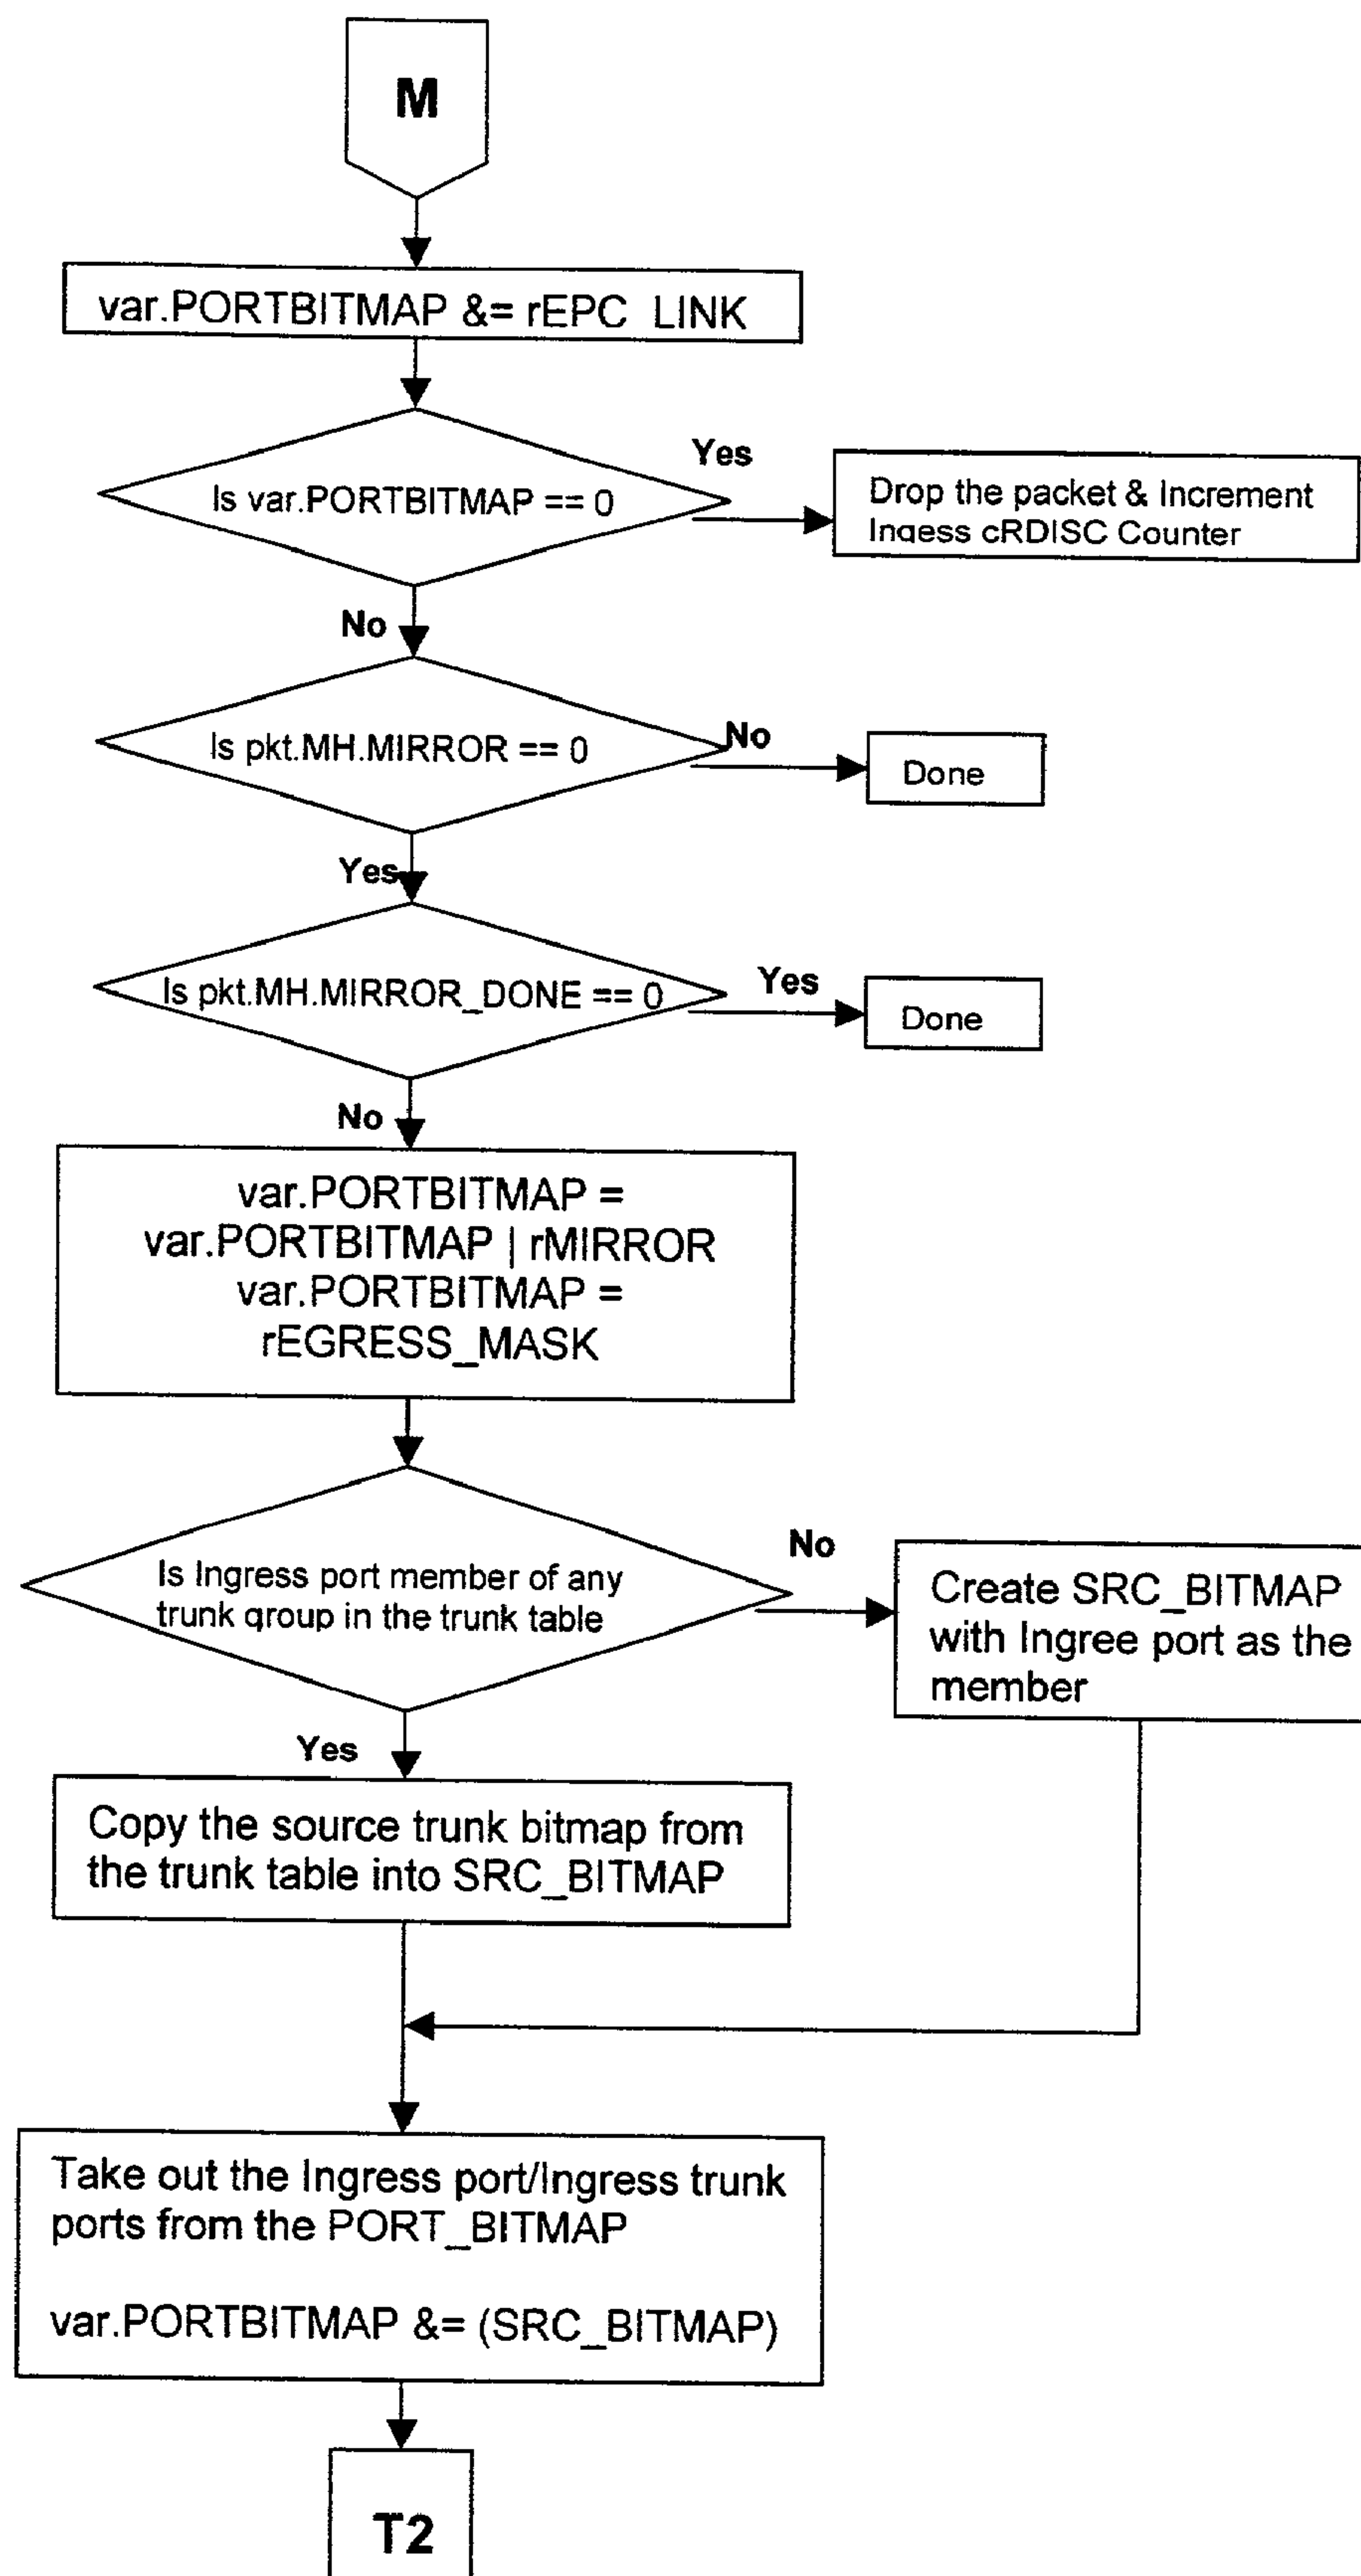 M
var.PORTBITMAP &= rEPC_LINK
Is var.PORTBITMAP == 0
Yes
Drop the packet & Increment
Ingess cRDISC Counter
No
Is pkt.MH.MIRROR == 0
No
Done
Yes
Is pkt.MH.MIRROR_DONE == 0
Yes
Done
No
var.PORTBITMAP =
var.PORTBITMAP | rMIRROR
var.PORTBITMAP =
rEGRESS_MASK
Is Ingress port member of any
trunk group in the trunk table
No
Create SRC_BITMAP
with Ingree port as the
member
Yes
Copy the source trunk bitmap from
the trunk table into SRC_BITMAP
Take out the Ingress port/Ingress trunk
ports from the PORT_BITMAP
var.PORTBITMAP &= (SRC_BITMAP)
T2